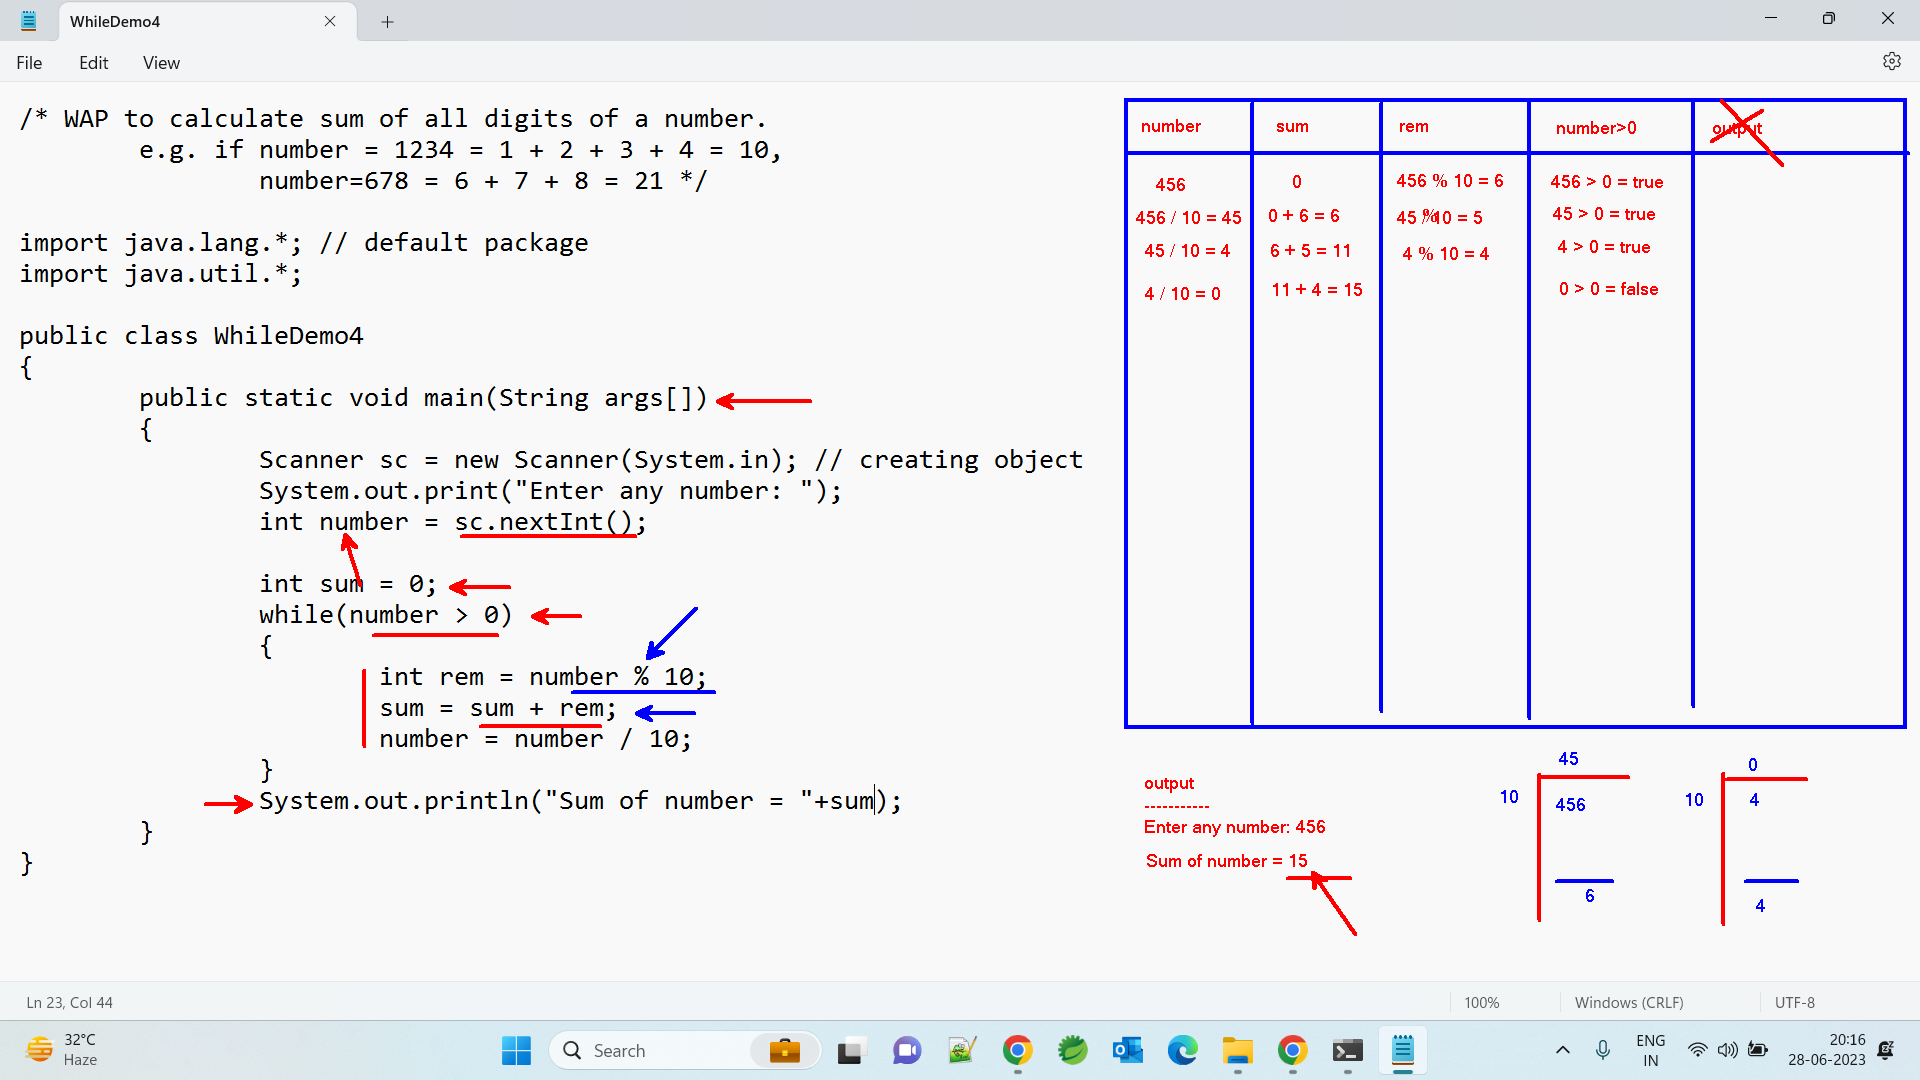 WhileDemo4
File Edit View
/* WAP to calculate sum of all digits of a number.
e.g. if number = 1234 = 1 + 2 + 3 + 4 = 10,
number=678 = 6 + 7 + 8 = 21 */
import java.lang.*; // default package
import java.util.*;
public class WhileDemo4
{
public static void main(String args[])
{
Scanner sc = new Scanner(System.in); // creating object
System.out.print("Enter any number: ");
int number = sc.nextInt();
int sum = 0;
while(number > 0)
{
int rem = number % 10;
sum = sum + rem;
number = number / 10;
}
System.out.println("Sum of number = "+sum);
}
}
number sum rem number>0 output
456 0 456 % 10 = 6 456 > 0 = true
456 / 10 = 45 0 + 6 = 6 45 % 10 = 5 45 > 0 = true
45 / 10 = 4 6 + 5 = 11 4 % 10 = 4 4 > 0 = true
4 / 10 = 0 11 + 4 = 15 0 > 0 = false
output
-----------
Enter any number: 456
Sum of number = 15
45
10 456
6
0
10 4
4
Ln 23, Col 44 100% Windows (CRLF) UTF-8
32°C
Haze
Search
ENG
IN
20:16
28-06-2023